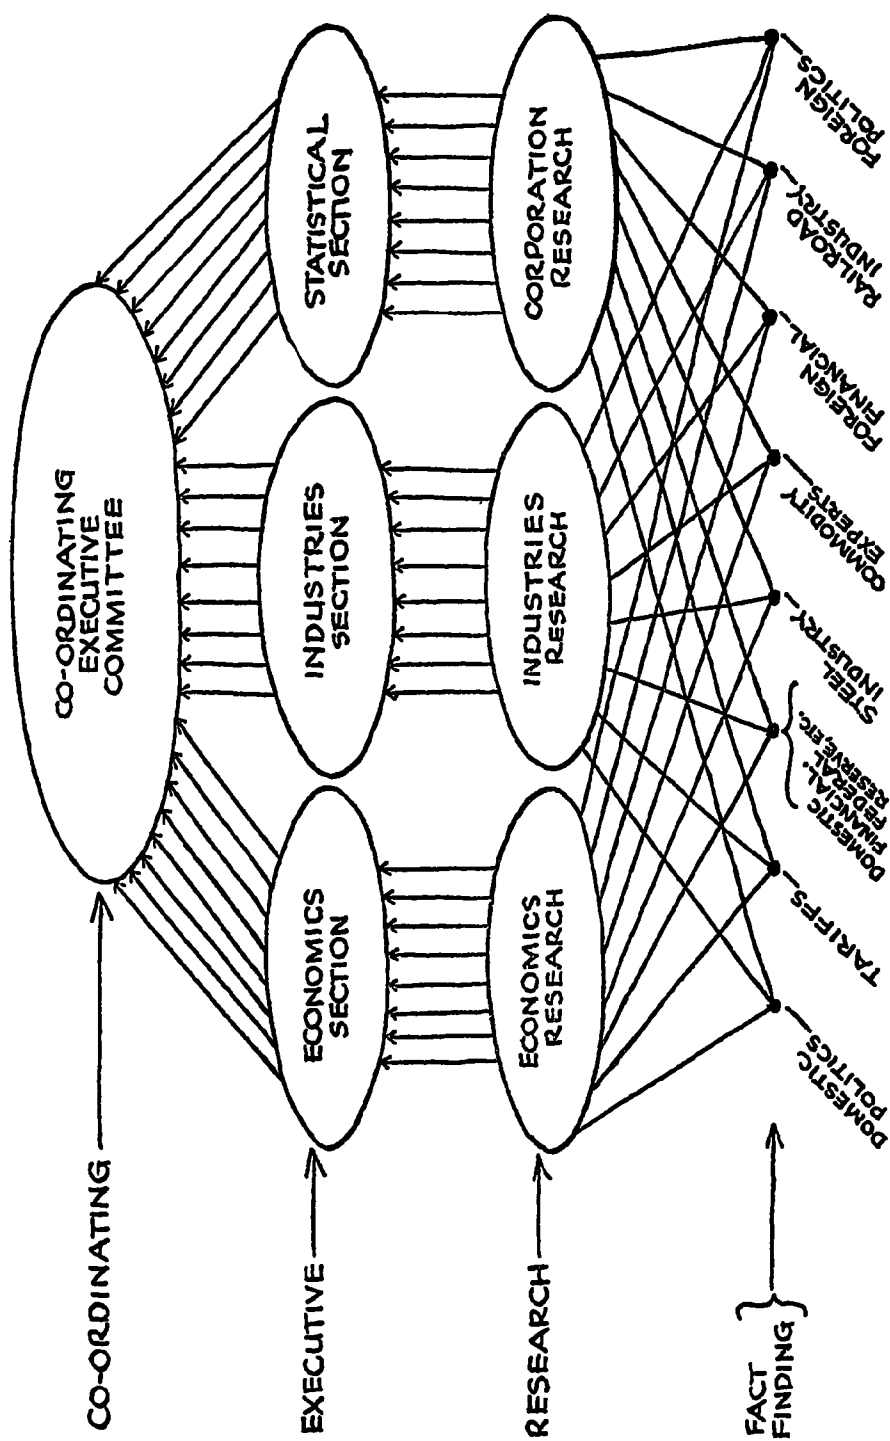 CO-ORDINATING
CO-ORDINATING
EXECUTIVE
COMMITTEE
EXECUTIVE
ECONOMICS
SECTION
INDUSTRIES
SECTION
STATISTICAL
SECTION
RESEARCH
ECONOMICS
RESEARCH
INDUSTRIES
RESEARCH
CORPORATION
RESEARCH
FACT
FINDING
DOMESTIC
POLITICS
TARIFFS
DOMESTIC
FINANCIAL.
FEDERAL
RESERVE, ETC.
STEEL
INDUSTRY
COMMODITY
EXPERTS
FOREIGN
FINANCIAL
RAILROAD
INDUSTRY
FOREIGN
POLITICS